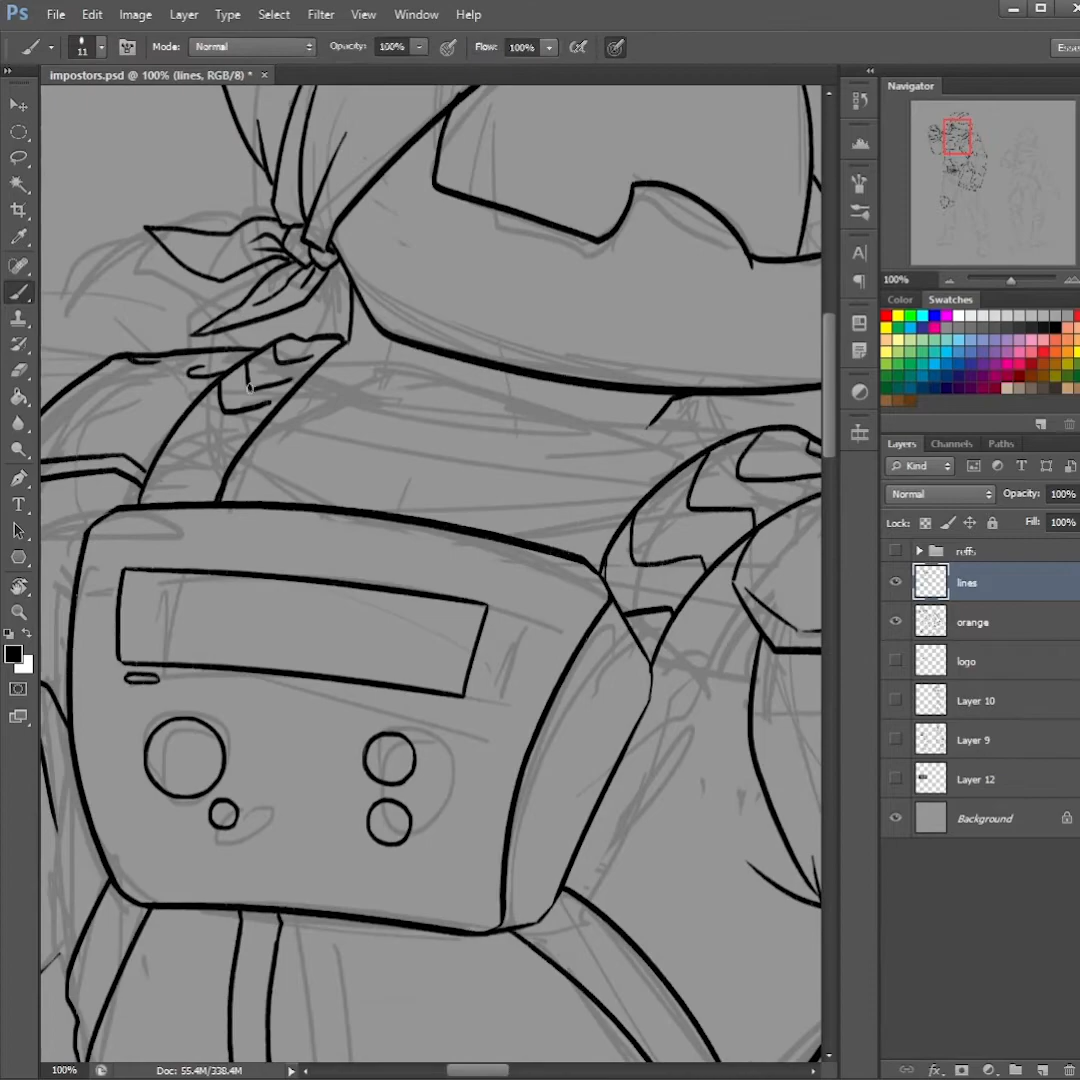 Ps File Edit Image Layer Type Select Filter View Window Help
11 Mode: Normal Opacity: 100% Flow: 100%
impostors.psd @ 100% (lines, RGB/8) * ×
Navigator
100%
Color Swatches
Layers Channels Paths
Kind
Normal Opacity: 100%
Lock: Fill: 100%
reffs
lines
orange
logo
Layer 10
Layer 9
Layer 12
Background
100% Doc: 55.4M/338.4M